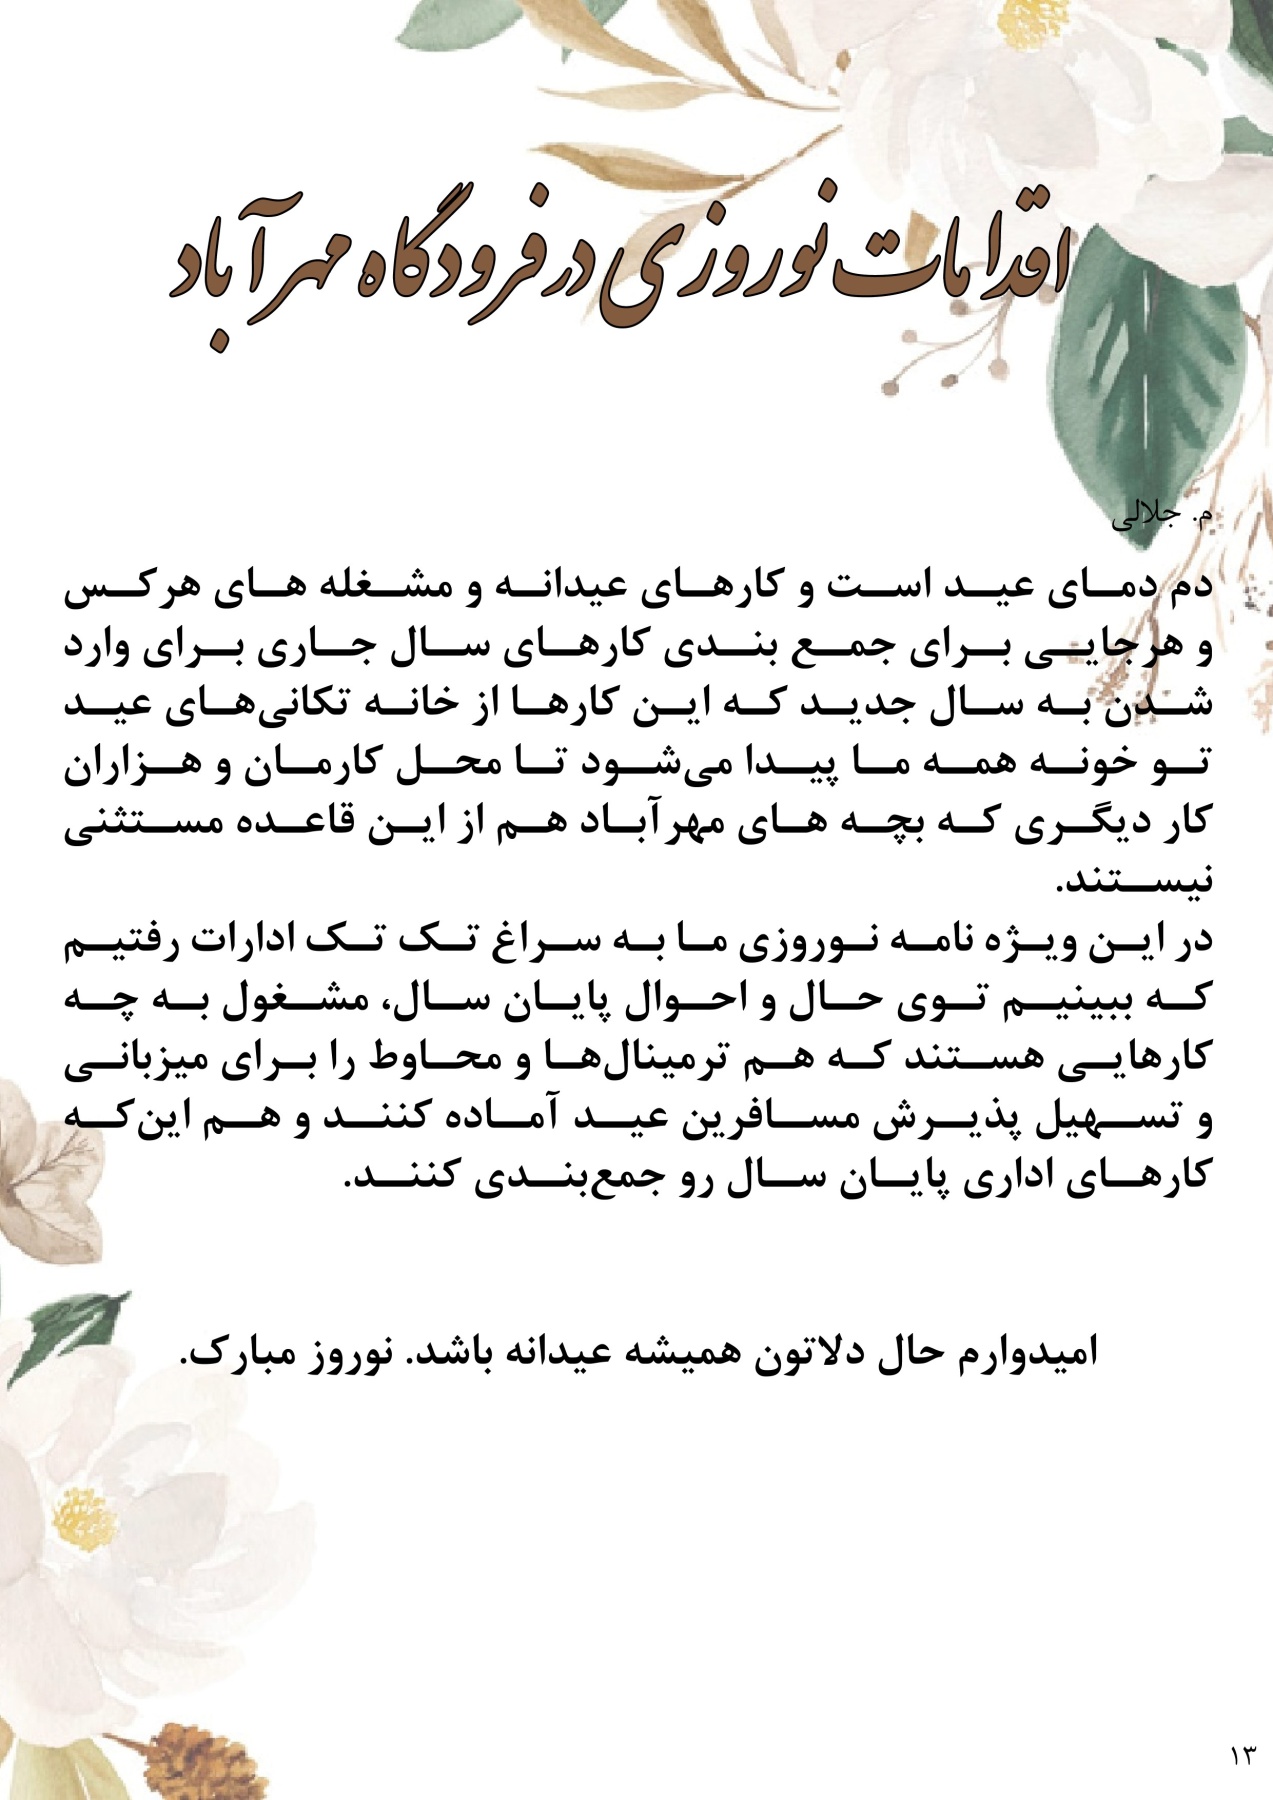 اقدامات نوروزی در فرودگاه مهرآباد
م. جلالی
دم دمای عید است و کارهای عیدانه و مشغله های هرکس
و هرجایی برای جمع بندی کارهای سال جاری برای وارد
شدن به سال جدید که این کارها از خانه تکانی‌های عید
تو خونه همه ما پیدا می‌شود تا محل کارمان و هزاران
کار دیگری که بچه های مهرآباد هم از این قاعده مستثنی
نیستند.
در این ویژه نامه نوروزی ما به سراغ تک تک ادارات رفتیم
که ببینیم توی حال و احوال پایان سال، مشغول به چه
کارهایی هستند که هم ترمینال‌ها و محاوط را برای میزبانی
و تسهیل پذیرش مسافرین عید آماده کنند و هم این‌که
کارهای اداری پایان سال رو جمع‌بندی کنند.
امیدوارم حال دلاتون همیشه عیدانه باشد. نوروز مبارک.
۱۳